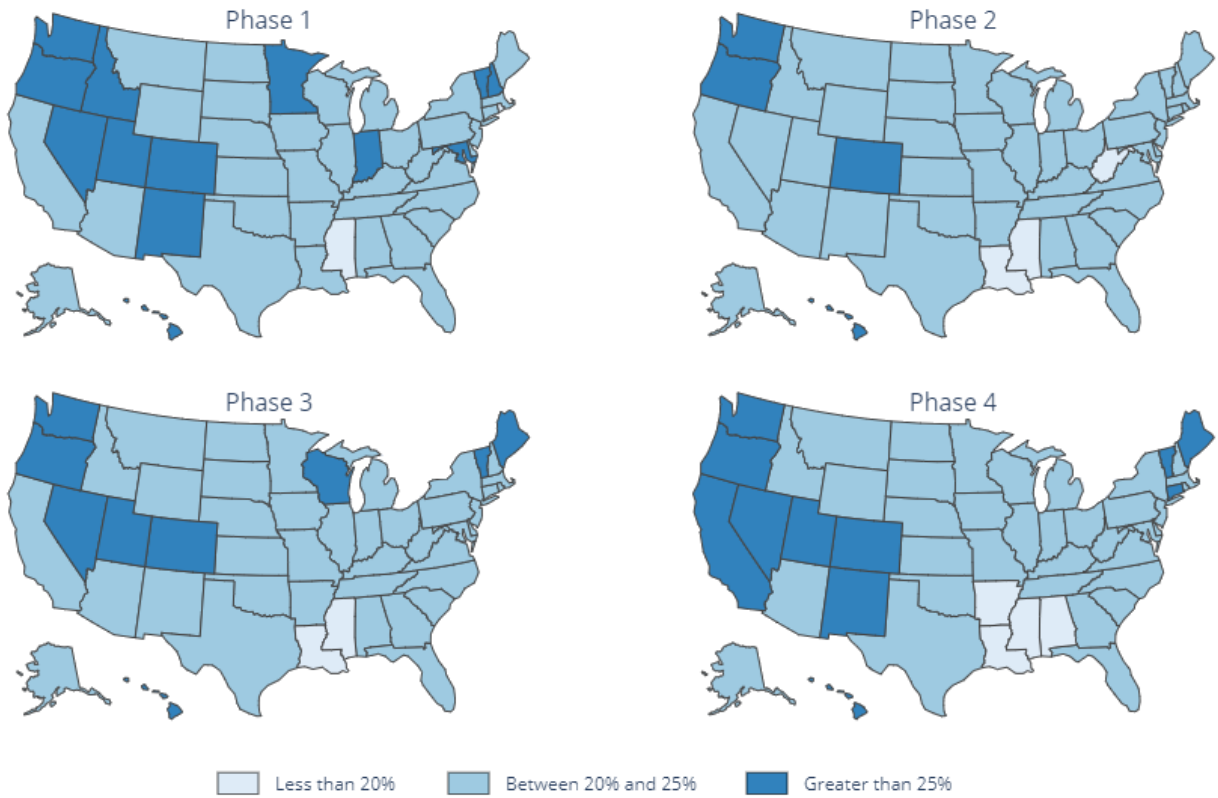 Phase 1
Phase 2
Phase 3
Phase 4
Less than 20%
Between 20% and 25%
Greater than 25%